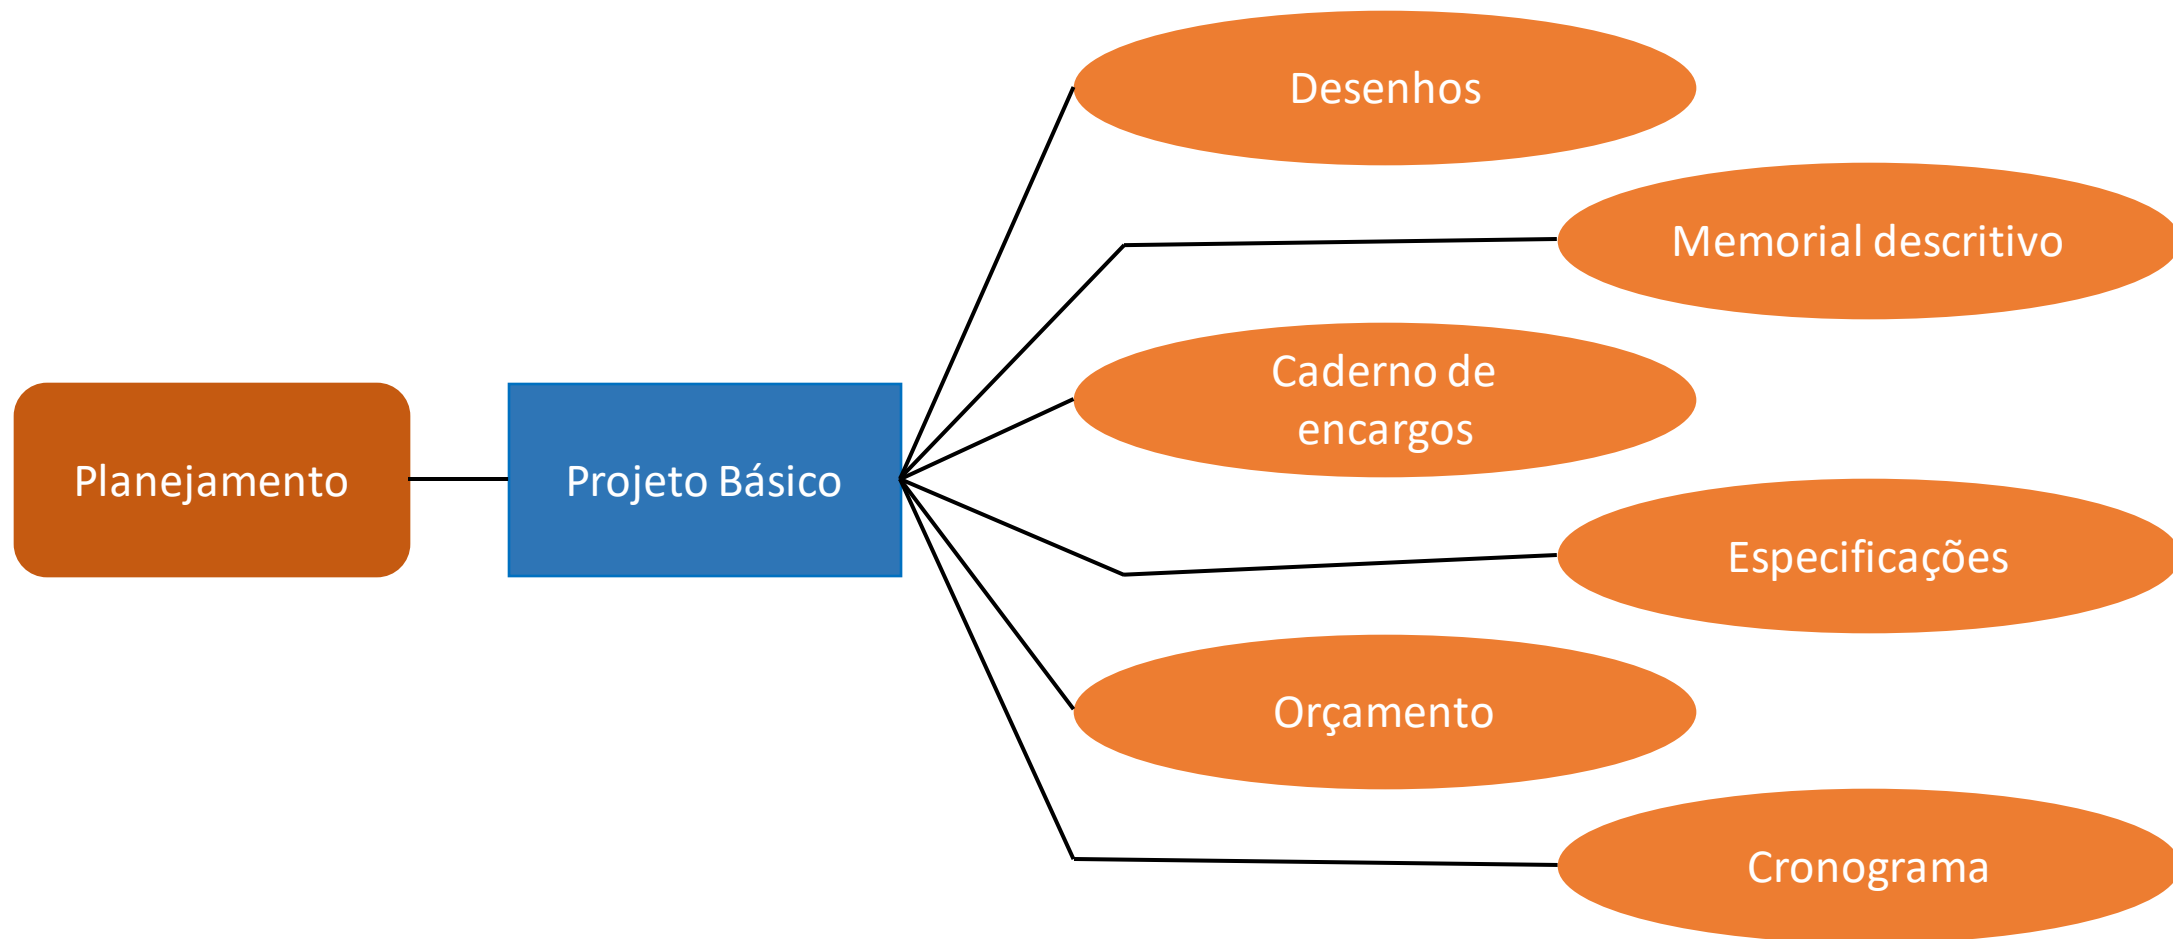 Planejamento
Projeto Básico
Desenhos
Memorial descritivo
Caderno de
encargos
Especificações
Orçamento
Cronograma